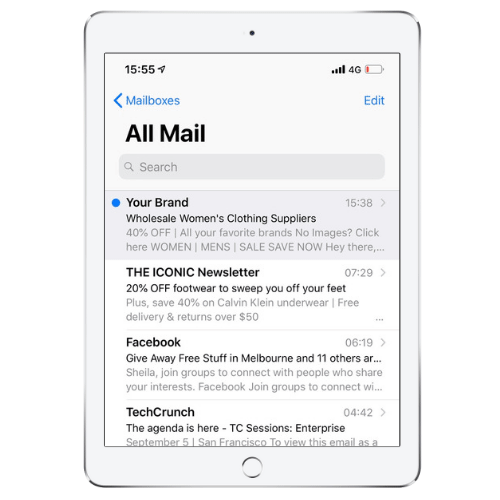 15:55 4G
Mailboxes Edit
All Mail
Search
Your Brand 15:38
Wholesale Women's Clothing Suppliers
40% OFF | All your favorite brands No Images? Click
here WOMEN | MENS | SALE SAVE NOW Hey there,...
THE ICONIC Newsletter 07:29
20% OFF footwear to sweep you off your feet
Plus, save 40% on Calvin Klein underwear | Free
delivery & returns over $50 ...
Facebook 06:19
Give Away Free Stuff in Melbourne and 11 others ar...
Sheila, join groups to connect with people who share
your interests. Facebook Join groups to connect wi...
TechCrunch 04:42
The agenda is here - TC Sessions: Enterprise
September 5 | San Francisco To view this email as a